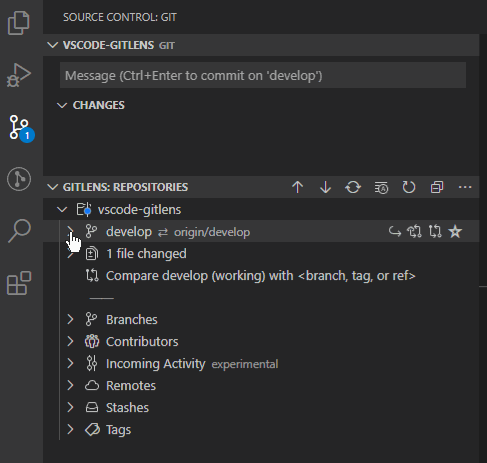 SOURCE CONTROL: GIT
VSCODE-GITLENS GIT
Message (Ctrl+Enter to commit on 'develop')
CHANGES
1
GITLENS: REPOSITORIES
vscode-gitlens
develop ⇄ origin/develop
1 file changed
Compare develop (working) with <branch, tag, or ref>
Branches
Contributors
Incoming Activity experimental
Remotes
Stashes
Tags